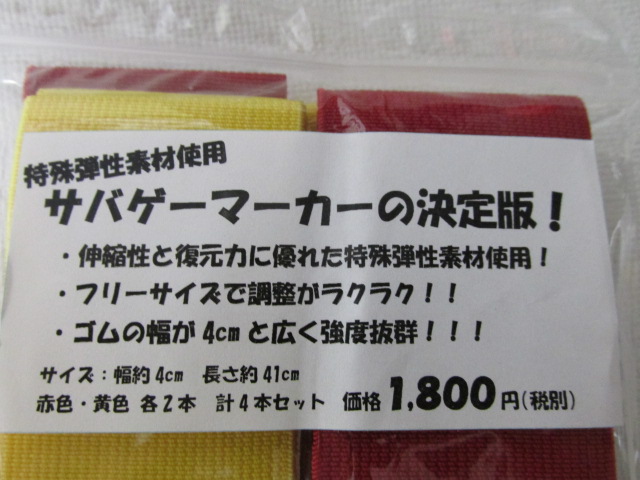 特殊弾性素材使用
サバゲーマーカーの決定版！
・伸縮性と復元力に優れた特殊弾性素材使用！
・フリーサイズで調整がラクラク！！
・ゴムの幅が4cmと広く強度抜群！！！
サイズ：幅約4cm 長さ約41cm
赤色・黄色 各2本 計4本セット 価格 1,800円(税別)